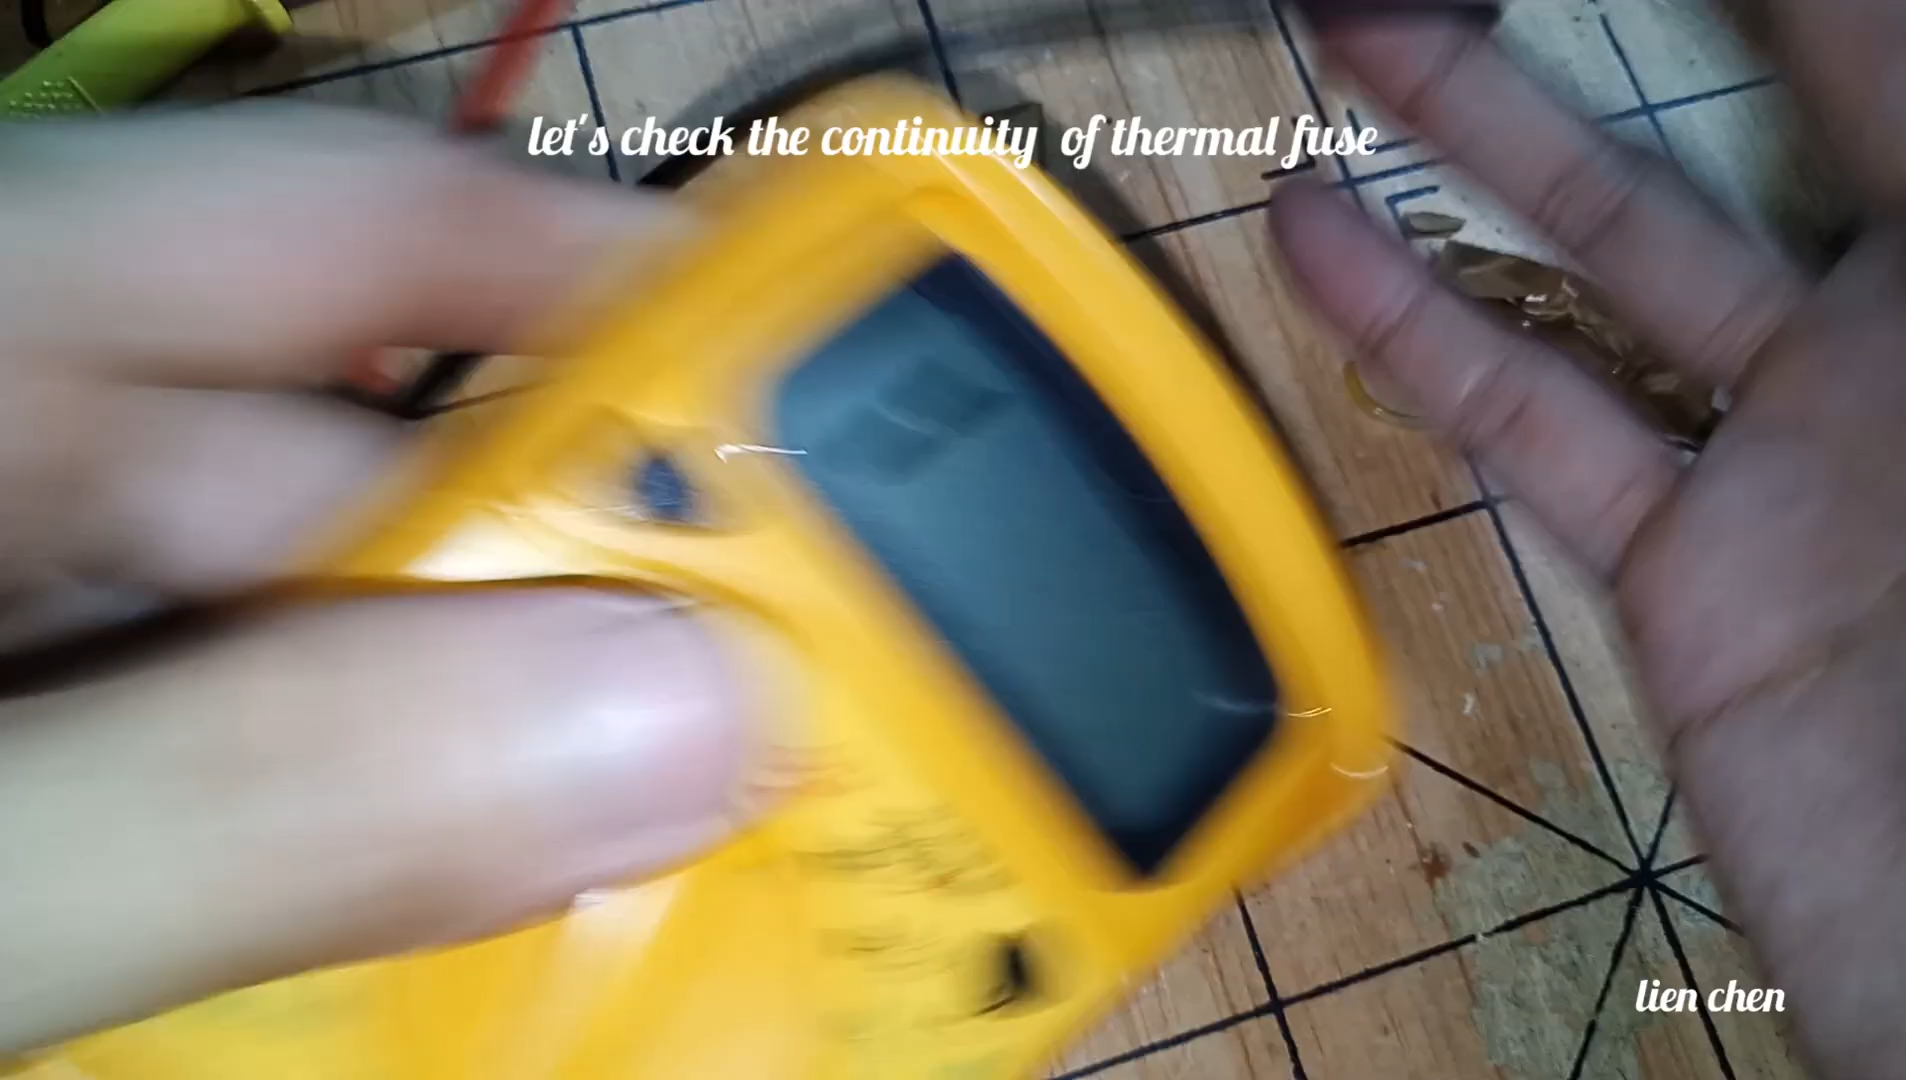 let's check the continuity of thermal fuse
lien chen